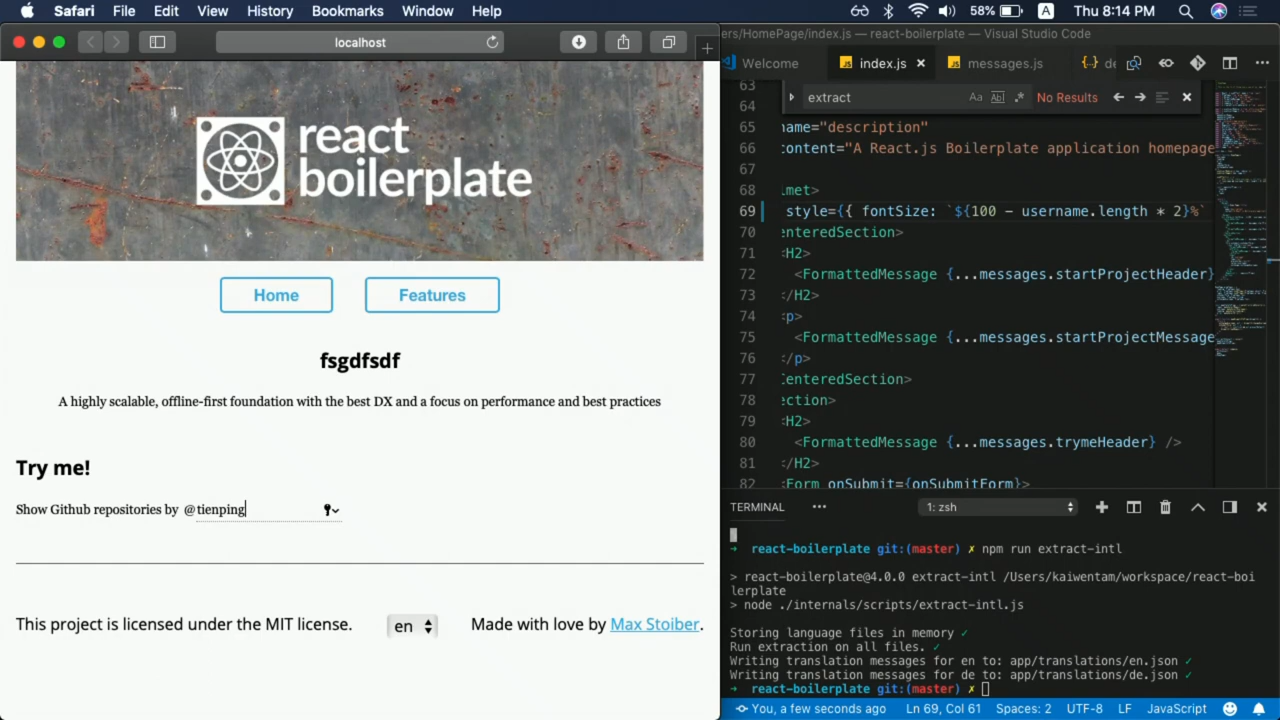 Safari File Edit View History Bookmarks Window Help 58% A Thu 8:14 PM
localhost
react
boilerplate
Home Features
fsgdfsdf
A highly scalable, offline-first foundation with the best DX and a focus on performance and best practices
Try me!
Show Github repositories by @tienping
This project is licensed under the MIT license. en Made with love by Max Stoiber.
ers/HomePage/index.js — react-boilerplate — Visual Studio Code
Welcome index.js messages.js {··} de
extract Aa Abl .* No Results
63
64
65 name="description"
66 content="A React.js Boilerplate application homepage
67
68 lmet>
69 style={{ fontSize: `${100 - username.length * 2}%`
70 enteredSection>
71 <H2>
72 <FormattedMessage {...messages.startProjectHeader}
73 </H2>
74 <p>
75 <FormattedMessage {...messages.startProjectMessage
76 </p>
77 CenteredSection>
78 ection>
79 <H2>
80 <FormattedMessage {...messages.trymeHeader} />
81 </H2>
82 <Form onSubmit={onSubmitForm}>
TERMINAL ••• 1: zsh
→ react-boilerplate git:(master) ✗ npm run extract-intl
> react-boilerplate@4.0.0 extract-intl /Users/kaiwentam/workspace/react-boi
lerplate
> node ./internals/scripts/extract-intl.js
Storing language files in memory ✓
Run extraction on all files. ✓
Writing translation messages for en to: app/translations/en.json ✓
Writing translation messages for de to: app/translations/de.json ✓
→ react-boilerplate git:(master) ✗
You, a few seconds ago Ln 69, Col 61 Spaces: 2 UTF-8 LF JavaScript